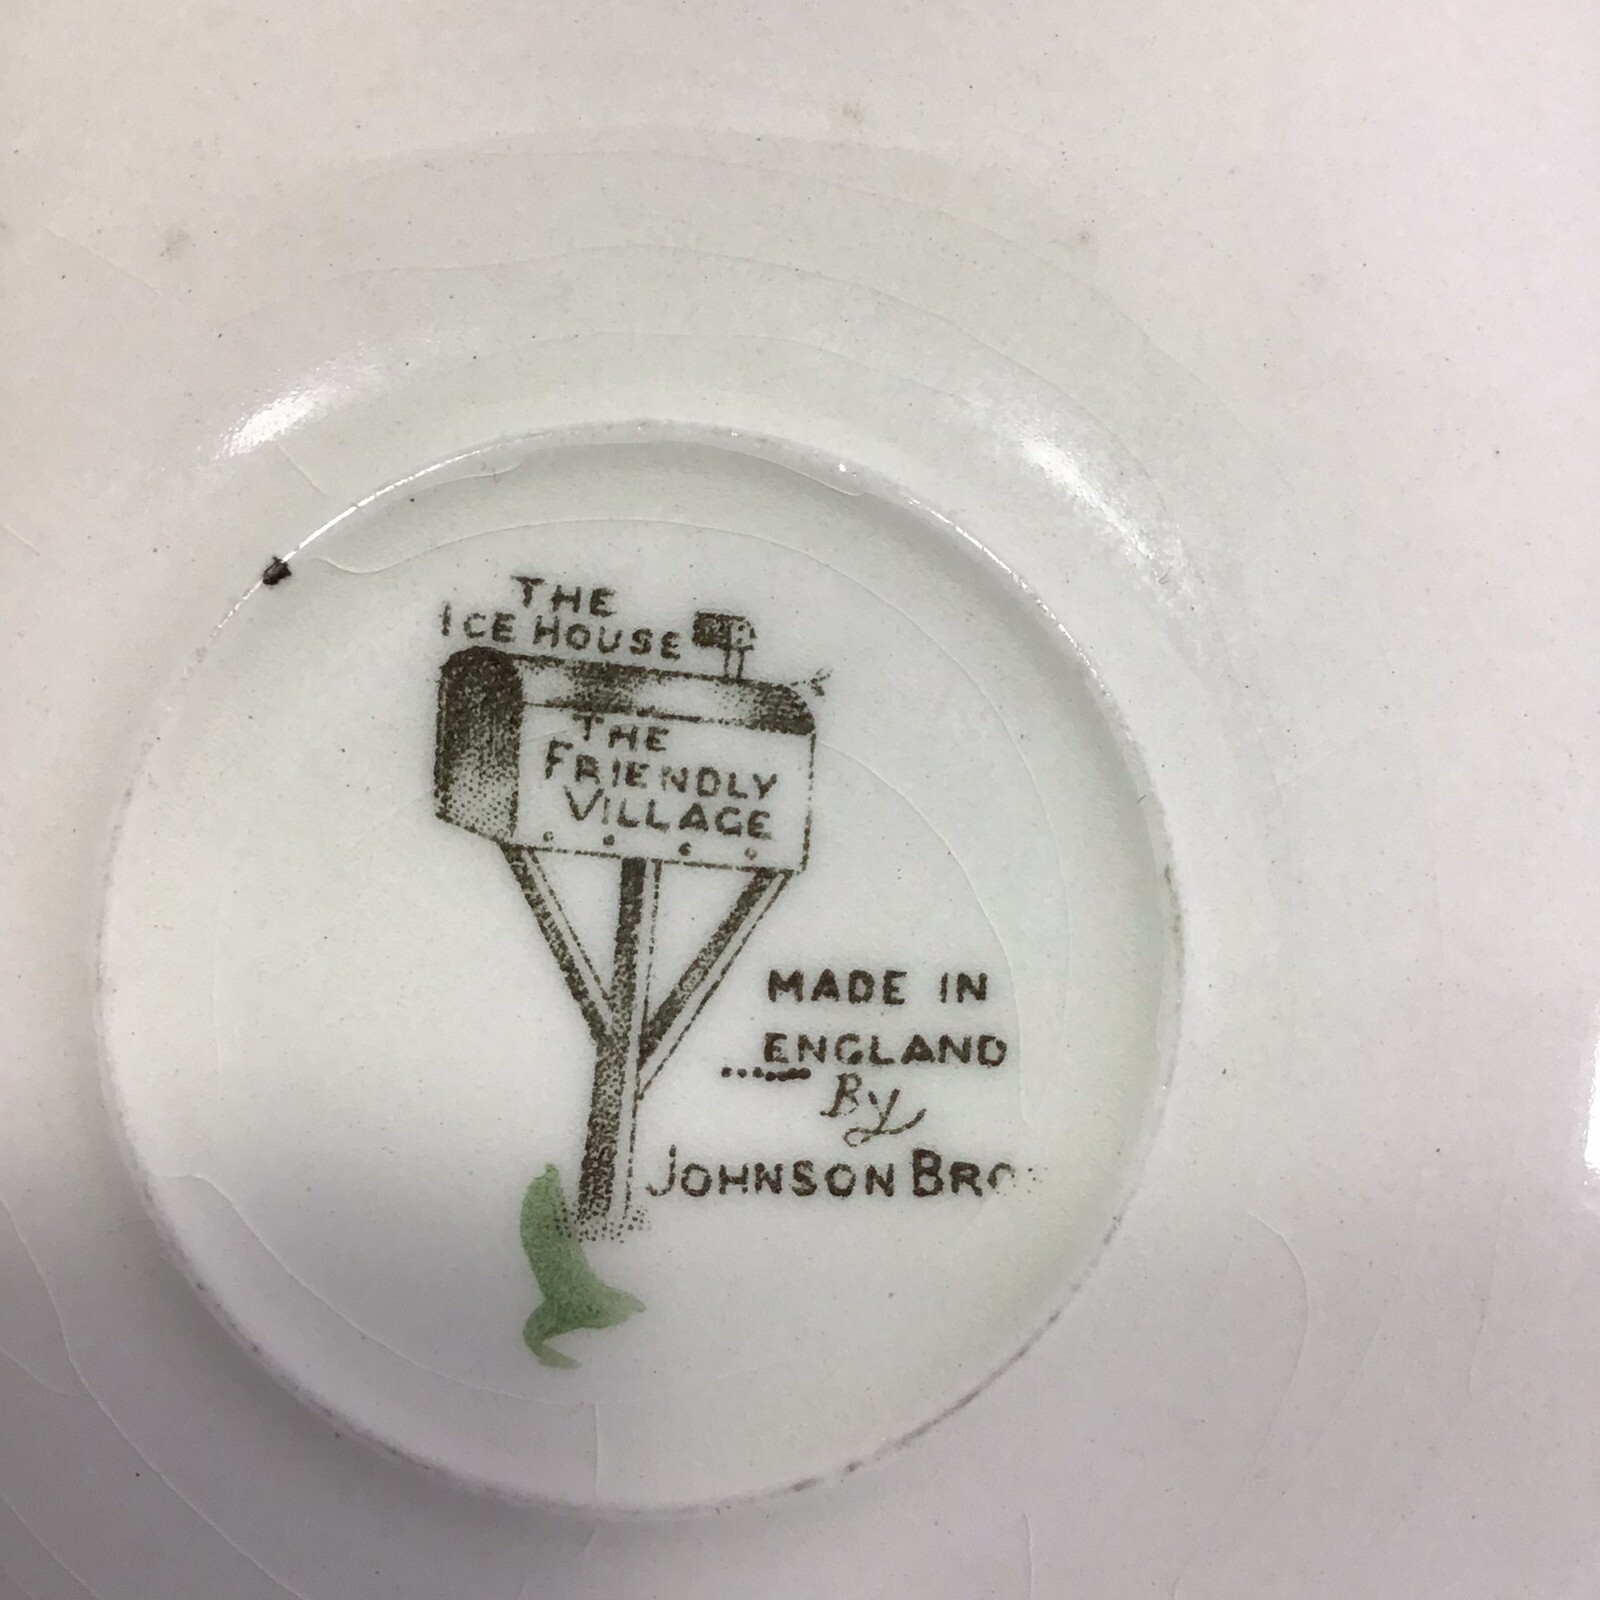 THE
ICE HOUSE
THE
FRIENDLY
VILLAGE
MADE IN
ENGLAND
By
JOHNSON BRO